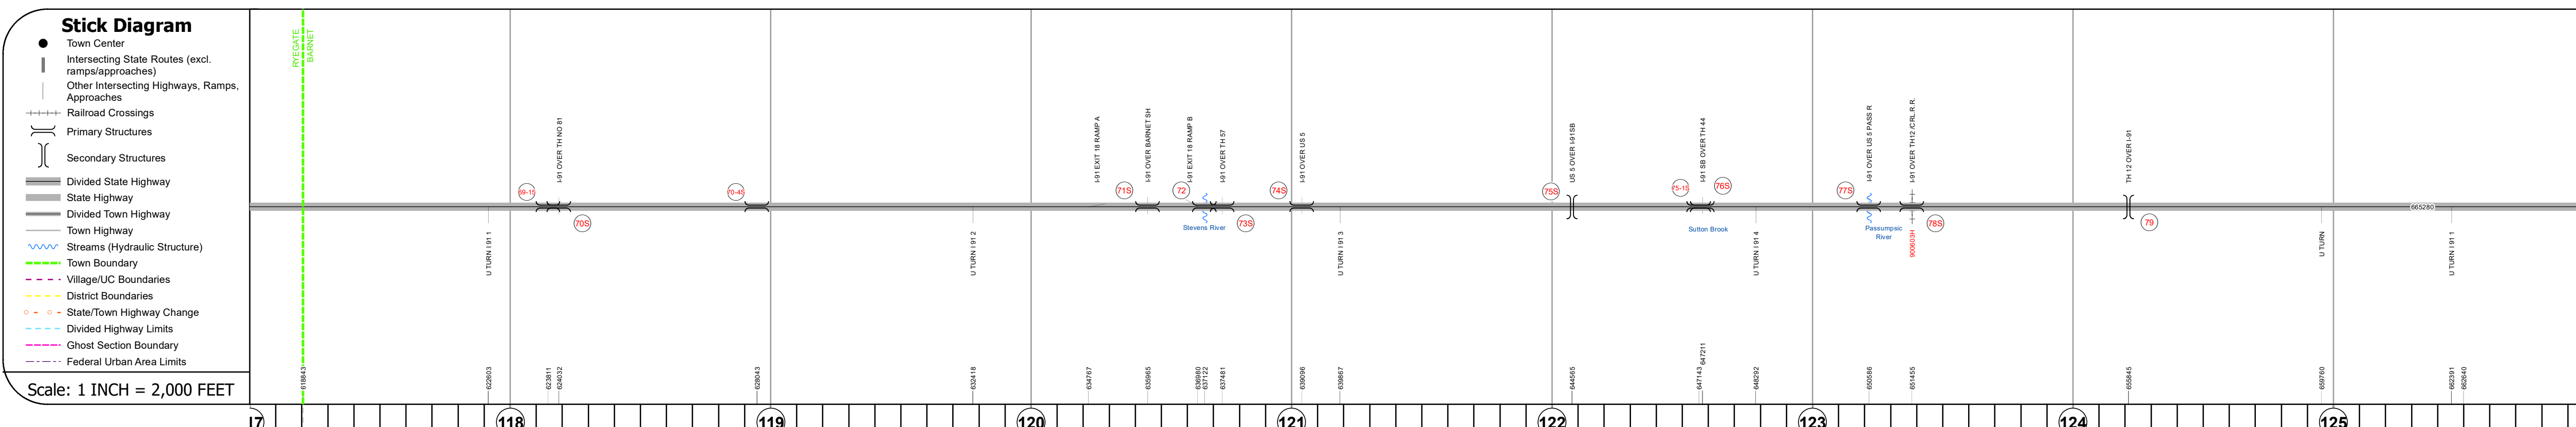 Stick Diagram
Town Center
Intersecting State Routes (excl.
ramps/approaches)
Other Intersecting Highways, Ramps,
Approaches
Railroad Crossings
Primary Structures
Secondary Structures
Divided State Highway
State Highway
Divided Town Highway
Town Highway
Streams (Hydraulic Structure)
Town Boundary
Village/UC Boundaries
District Boundaries
State/Town Highway Change
Divided Highway Limits
Ghost Section Boundary
Federal Urban Area Limits
Scale: 1 INCH = 2,000 FEET
RYEGATE
BARNET
I-91 OVER TH NO 81
I-91 EXIT 18 RAMP A
I-91 OVER BARNET SH
I-91 EXIT 18 RAMP B
I-91 OVER TH 57
I-91 OVER US 5
US 5 OVER I-91SB
I-91 SB OVER TH 44
I-91 OVER US 5 PASS R
I-91 OVER TH12 /CRL.R.R.
TH 12 OVER I-91
69-1S
70S
70-4S
71S
72
73S
74S
75S
75-1S
76S
77S
78S
79
665280
Stevens River
Sutton Brook
Passumpsic
River
900603H
U TURN I 91 1
U TURN I 91 2
U TURN I 91 3
U TURN I 91 4
U TURN
U TURN I 91 1
618843
622603
623811
624032
628043
632418
634767
635965
636980
637122
637481
639096
639867
644565
647143
647211
648292
650586
651455
655845
659760
662391
662640
17
118
119
120
121
122
123
124
125